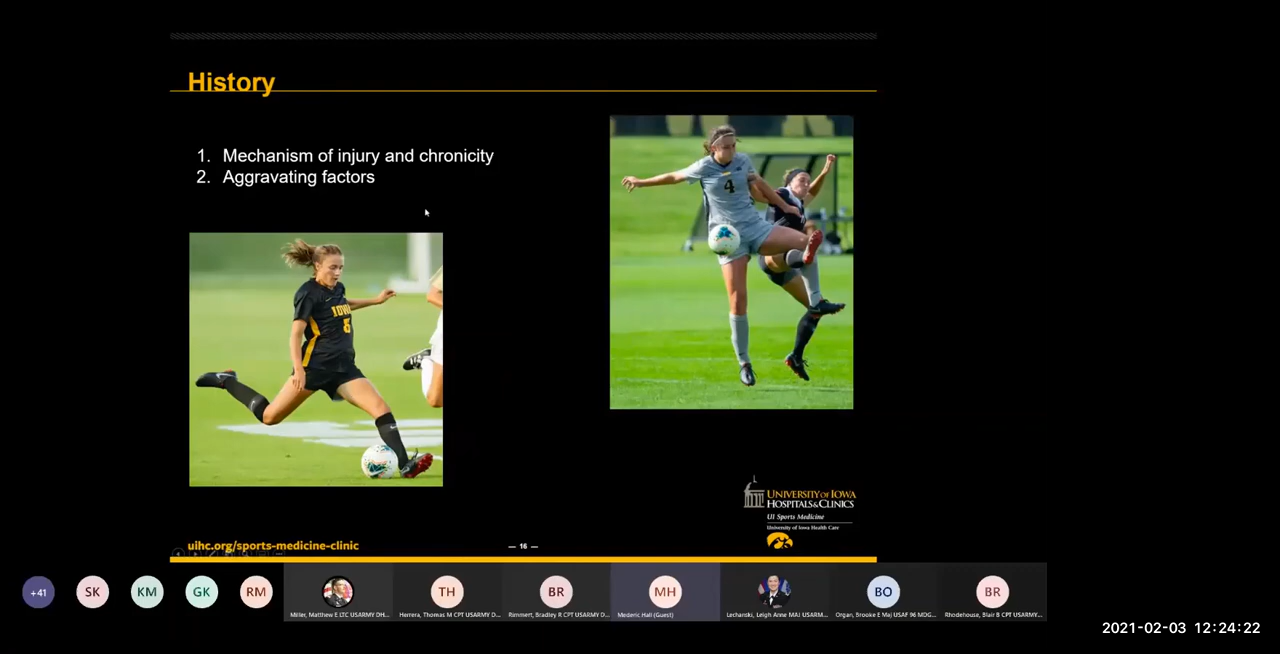 History
1. Mechanism of injury and chronicity
2. Aggravating factors
4
IOWA
8
UNIVERSITY OF IOWA
HOSPITALS & CLINICS
UI Sports Medicine
University of Iowa Health Care
uihc.org/sports-medicine-clinic
— 16 —
+41
SK
KM
GK
RM
TH
BR
MH
BO
BR
Miller, Matthew E LTC USARMY DH...
Herrera, Thomas M CPT USARMY D...
Rimmert, Bradley R CPT USARMY D...
Mederic Hall (Guest)
Lechanski, Leigh Anne MAJ USARM...
Organ, Brooke E Maj USAF 96 MDG...
Rhodehouse, Blair B CPT USARMY...
2021-02-03 12:24:22